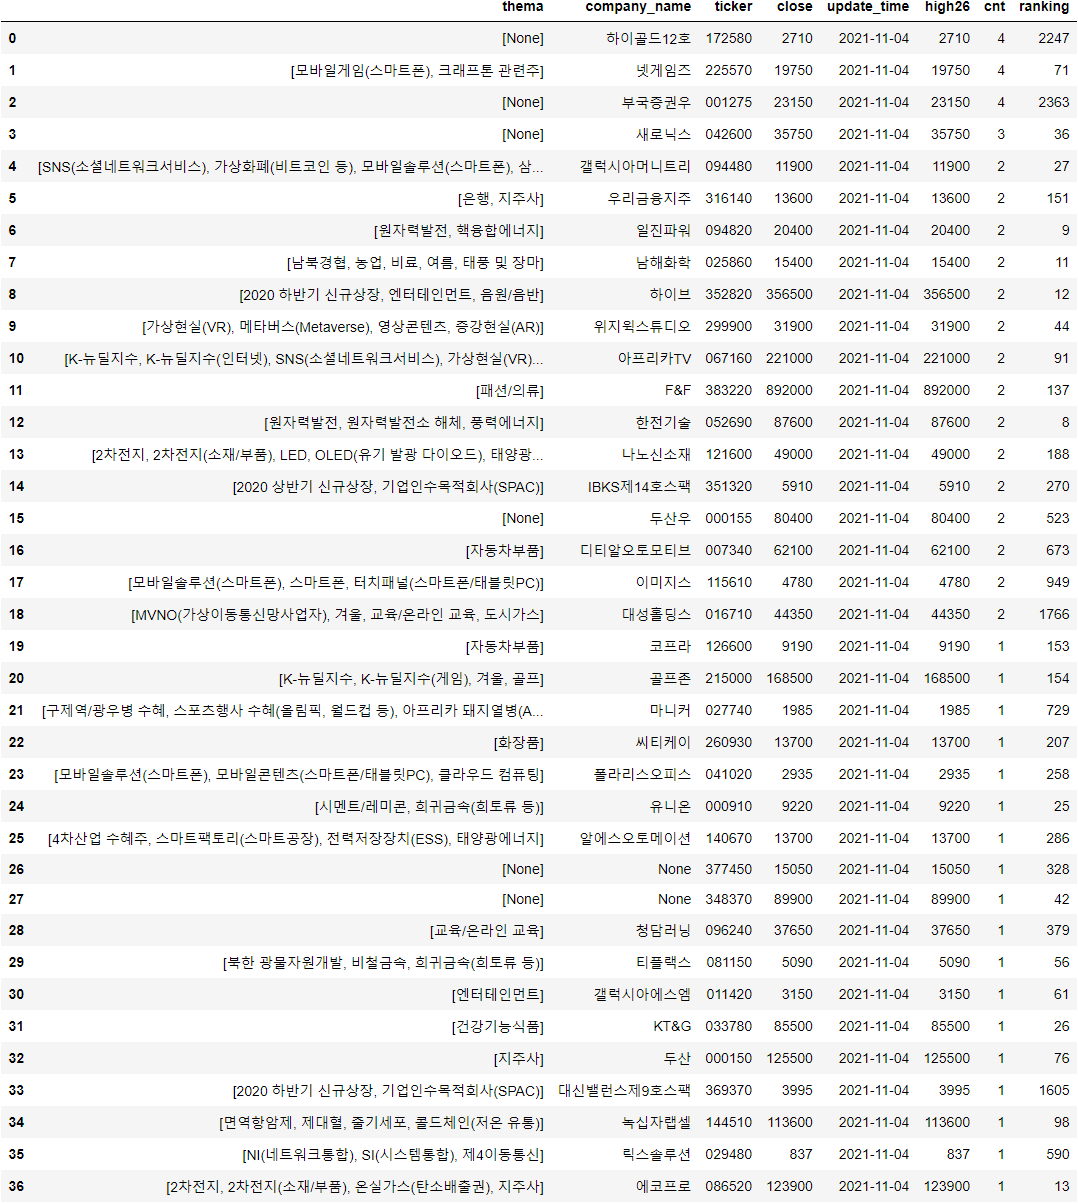 thema company_name ticker close update_time high26 cnt ranking
0 [None] 하이골드12호 172580 2710 2021-11-04 2710 4 2247
1 [모바일게임(스마트폰), 크래프톤 관련주] 넷게임즈 225570 19750 2021-11-04 19750 4 71
2 [None] 부국증권우 001275 23150 2021-11-04 23150 4 2363
3 [None] 새로닉스 042600 35750 2021-11-04 35750 3 36
4 [SNS(소셜네트워크서비스), 가상화폐(비트코인 등), 모바일솔루션(스마트폰), 삼... 갤럭시아머니트리 094480 11900 2021-11-04 11900 2 27
5 [은행, 지주사] 우리금융지주 316140 13600 2021-11-04 13600 2 151
6 [원자력발전, 핵융합에너지] 일진파워 094820 20400 2021-11-04 20400 2 9
7 [남북경협, 농업, 비료, 여름, 태풍 및 장마] 남해화학 025860 15400 2021-11-04 15400 2 11
8 [2020 하반기 신규상장, 엔터테인먼트, 음원/음반] 하이브 352820 356500 2021-11-04 356500 2 12
9 [가상현실(VR), 메타버스(Metaverse), 영상콘텐츠, 증강현실(AR)] 위지윅스튜디오 299900 31900 2021-11-04 31900 2 44
10 [K-뉴딜지수, K-뉴딜지수(인터넷), SNS(소셜네트워크서비스), 가상현실(VR)... 아프리카TV 067160 221000 2021-11-04 221000 2 91
11 [패션/의류] F&F 383220 892000 2021-11-04 892000 2 137
12 [원자력발전, 원자력발전소 해체, 풍력에너지] 한전기술 052690 87600 2021-11-04 87600 2 8
13 [2차전지, 2차전지(소재/부품), LED, OLED(유기 발광 다이오드), 태양광... 나노신소재 121600 49000 2021-11-04 49000 2 188
14 [2020 상반기 신규상장, 기업인수목적회사(SPAC)] IBKS제14호스팩 351320 5910 2021-11-04 5910 2 270
15 [None] 두산우 000155 80400 2021-11-04 80400 2 523
16 [자동차부품] 디티알오토모티브 007340 62100 2021-11-04 62100 2 673
17 [모바일솔루션(스마트폰), 스마트폰, 터치패널(스마트폰/태블릿PC)] 이미지스 115610 4780 2021-11-04 4780 2 949
18 [MVNO(가상이동통신망사업자), 겨울, 교육/온라인 교육, 도시가스] 대성홀딩스 016710 44350 2021-11-04 44350 2 1766
19 [자동차부품] 코프라 126600 9190 2021-11-04 9190 1 153
20 [K-뉴딜지수, K-뉴딜지수(게임), 겨울, 골프] 골프존 215000 168500 2021-11-04 168500 1 154
21 [구제역/광우병 수혜, 스포츠행사 수혜(올림픽, 월드컵 등), 아프리카 돼지열병(A... 마니커 027740 1985 2021-11-04 1985 1 729
22 [화장품] 씨티케이 260930 13700 2021-11-04 13700 1 207
23 [모바일솔루션(스마트폰), 모바일콘텐츠(스마트폰/태블릿PC), 클라우드 컴퓨팅] 폴라리스오피스 041020 2935 2021-11-04 2935 1 258
24 [시멘트/레미콘, 희귀금속(희토류 등)] 유니온 000910 9220 2021-11-04 9220 1 25
25 [4차산업 수혜주, 스마트팩토리(스마트공장), 전력저장장치(ESS), 태양광에너지] 알에스오토메이션 140670 13700 2021-11-04 13700 1 286
26 [None] None 377450 15050 2021-11-04 15050 1 328
27 [None] None 348370 89900 2021-11-04 89900 1 42
28 [교육/온라인 교육] 청담러닝 096240 37650 2021-11-04 37650 1 379
29 [북한 광물자원개발, 비철금속, 희귀금속(희토류 등)] 티플랙스 081150 5090 2021-11-04 5090 1 56
30 [엔터테인먼트] 갤럭시아에스엠 011420 3150 2021-11-04 3150 1 61
31 [건강기능식품] KT&G 033780 85500 2021-11-04 85500 1 26
32 [지주사] 두산 000150 125500 2021-11-04 125500 1 76
33 [2020 하반기 신규상장, 기업인수목적회사(SPAC)] 대신밸런스제9호스팩 369370 3995 2021-11-04 3995 1 1605
34 [면역항암제, 제대혈, 줄기세포, 콜드체인(저온 유통)] 녹십자랩셀 144510 113600 2021-11-04 113600 1 98
35 [NI(네트워크통합), SI(시스템통합), 제4이동통신] 릭스솔루션 029480 837 2021-11-04 837 1 590
36 [2차전지, 2차전지(소재/부품), 온실가스(탄소배출권), 지주사] 에코프로 086520 123900 2021-11-04 123900 1 13